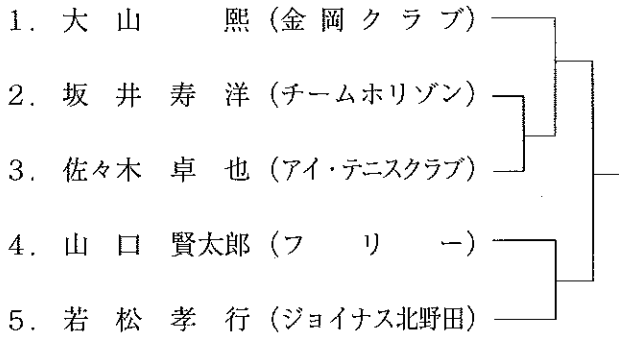 1. 大山 熙 (金岡クラブ)
2. 坂井寿洋 (チームホリゾン)
3. 佐々木卓也 (アイ・テニスクラブ)
4. 山口賢太郎 (フリー)
5. 若松孝行 (ジョイナス北野田)